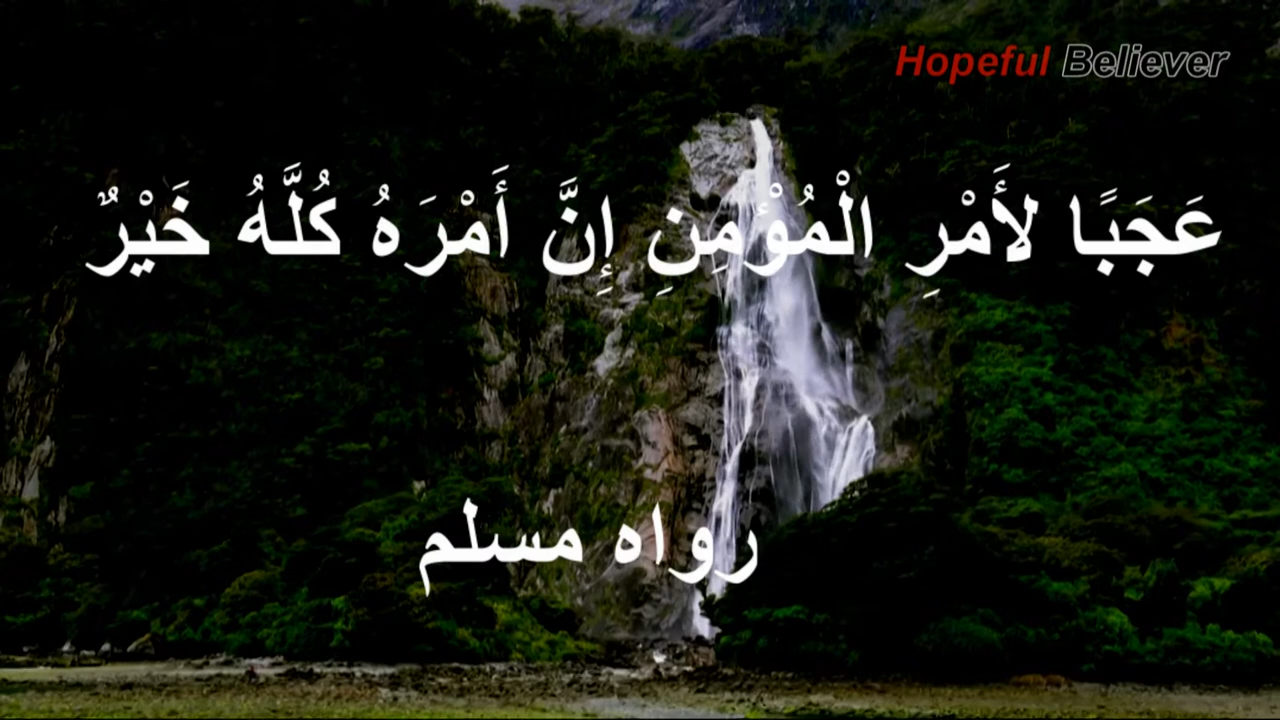 Hopeful Believer
عَجَبًا لأَمْرِ الْمُؤْمِنِ إِنَّ أَمْرَهُ كُلَّهُ خَيْرٌ
رواه مسلم